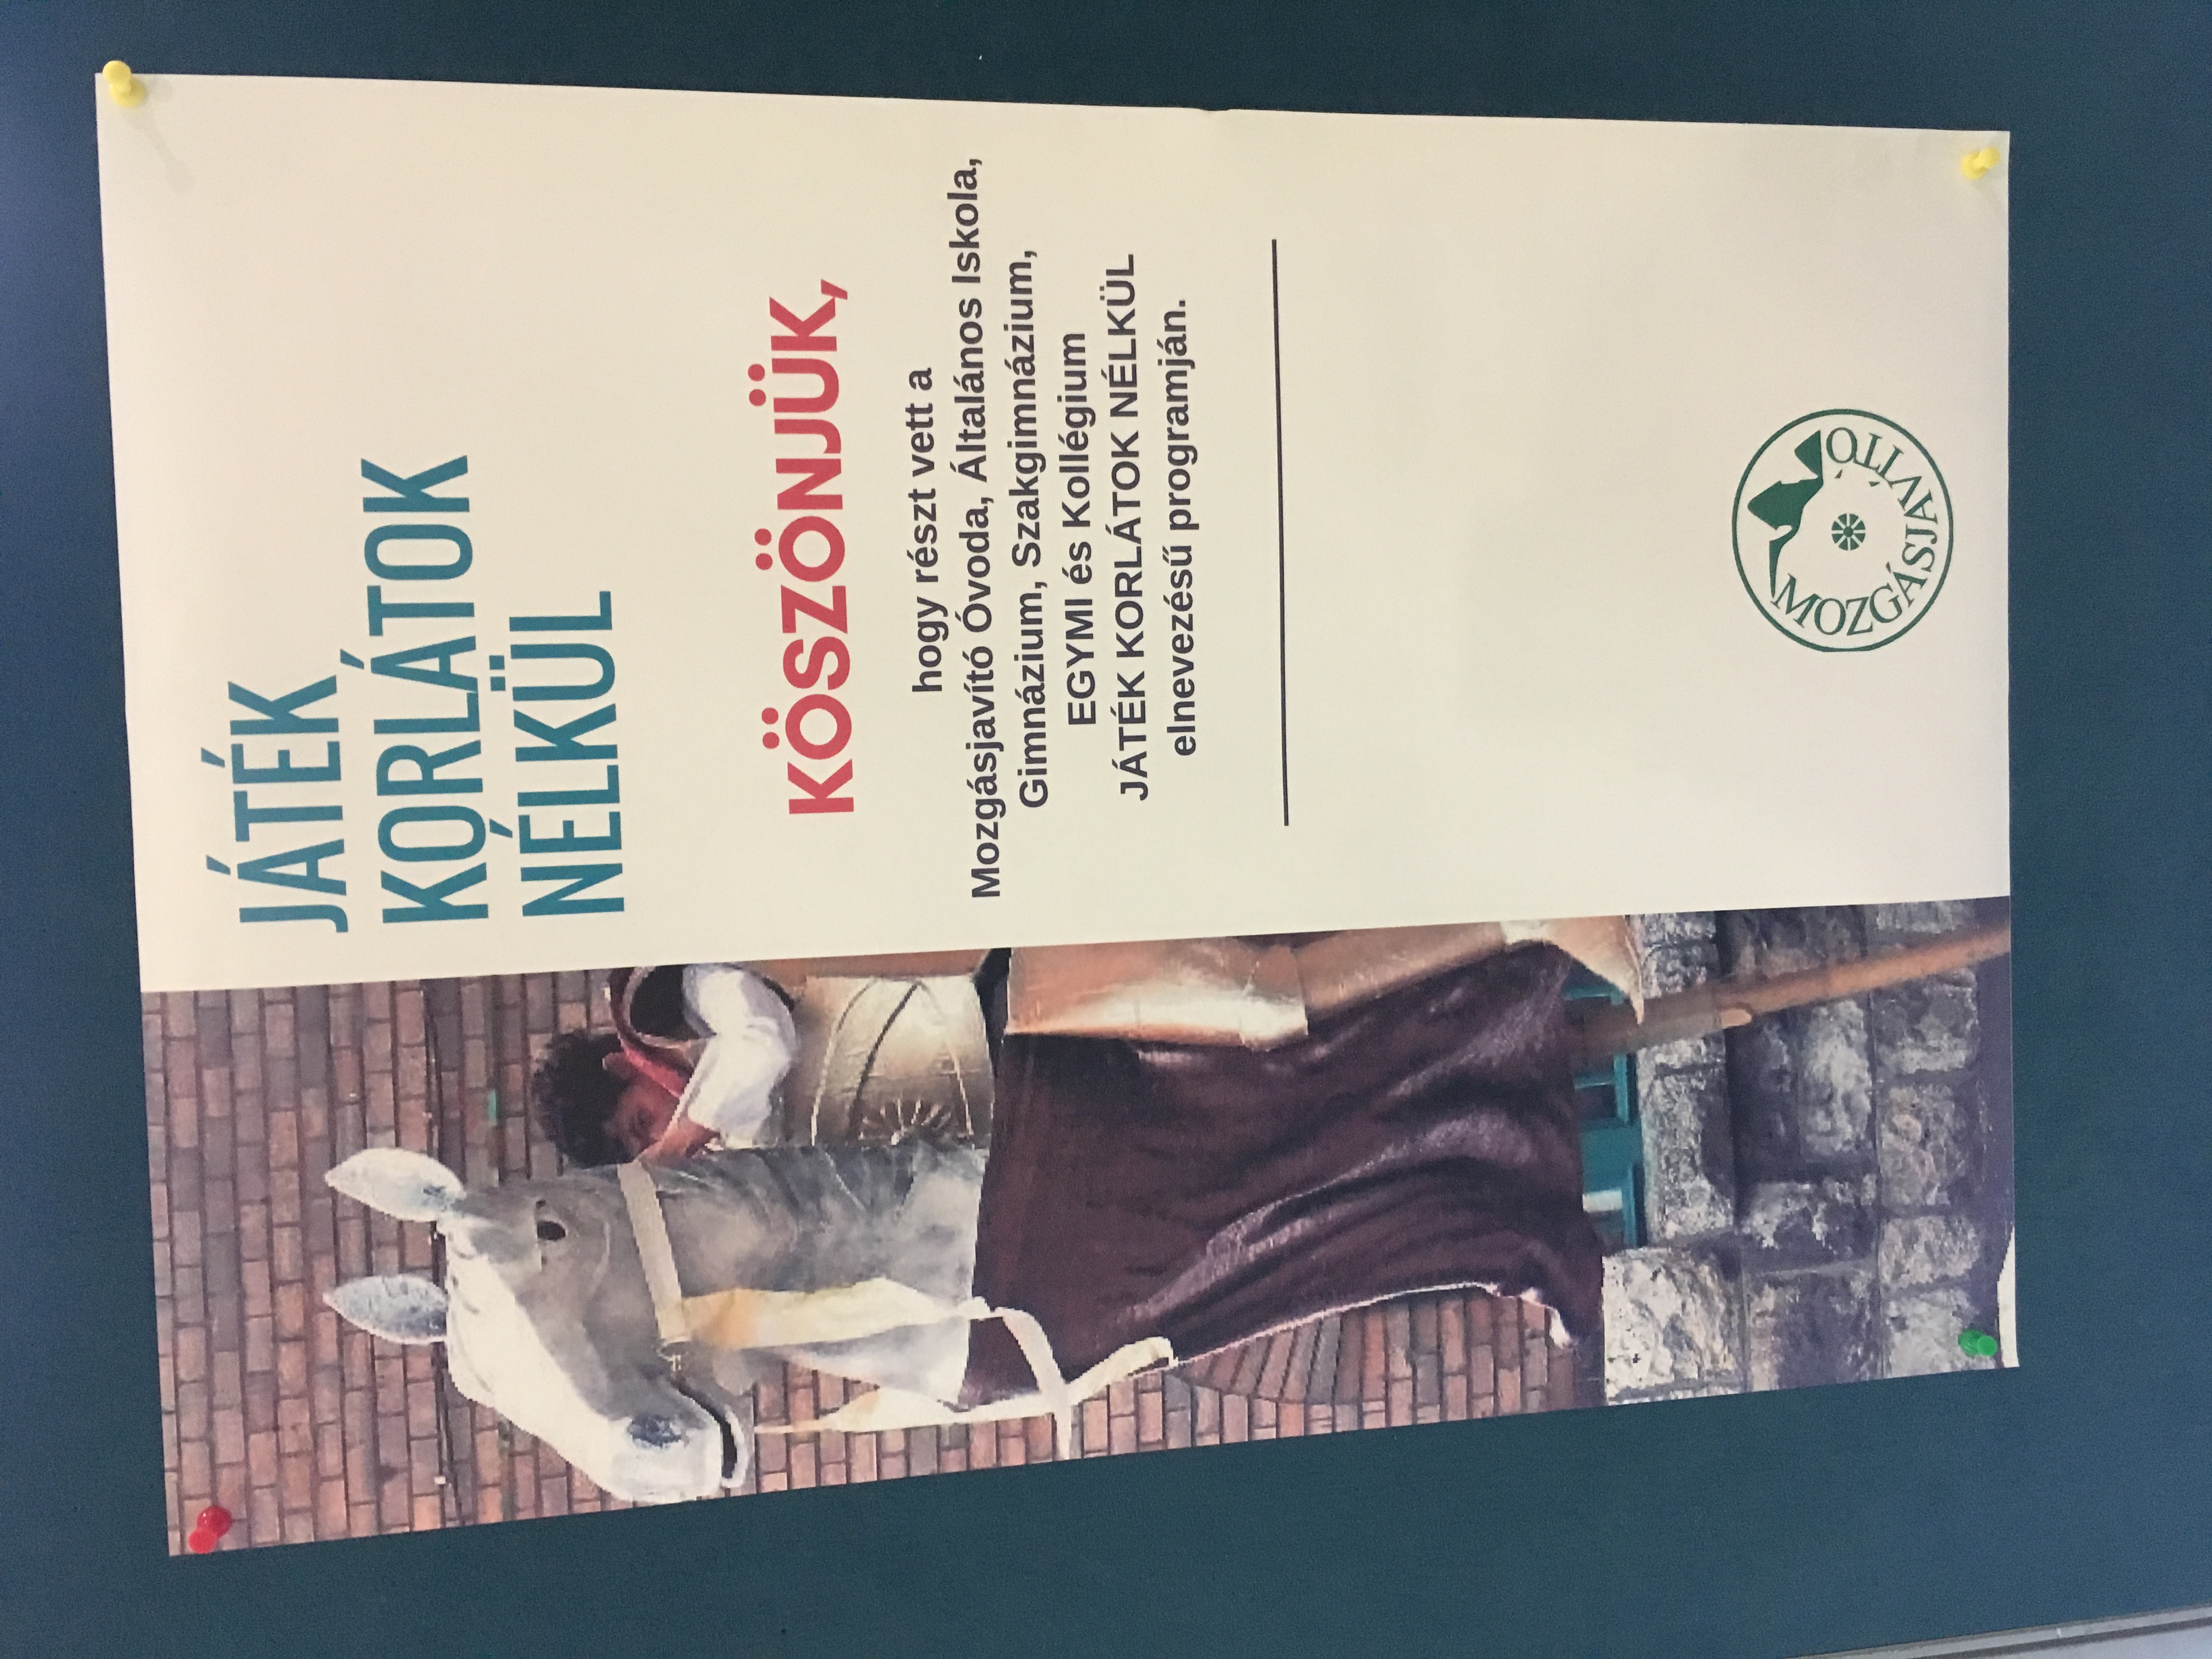 JÁTÉK
KORLÁTOK
NÉLKÜL
KÖSZÖNJÜK,
hogy részt vett a
Mozgásjavító Óvoda, Általános Iskola,
Gimnázium, Szakgimnázium,
EGYMI és Kollégium
JÁTÉK KORLÁTOK NÉLKÜL
elnevezésű programján.
MOZGÁSJAVÍTÓ